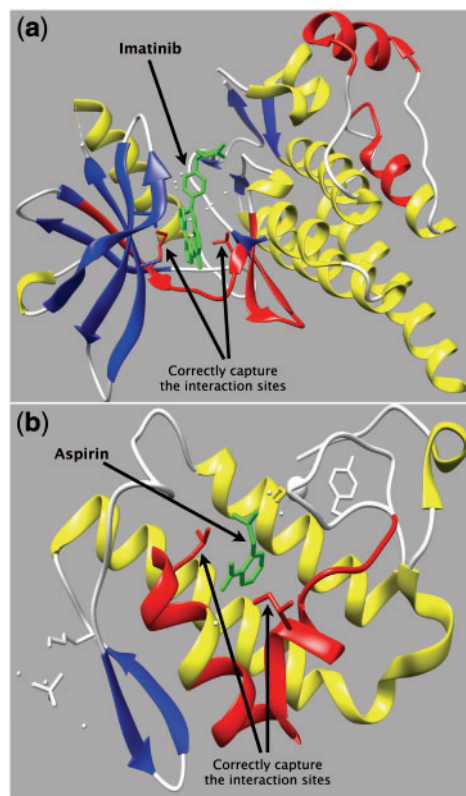 (a)
Imatinib
Correctly capture
the interaction sites
(b)
Aspirin
Correctly capture
the interaction sites